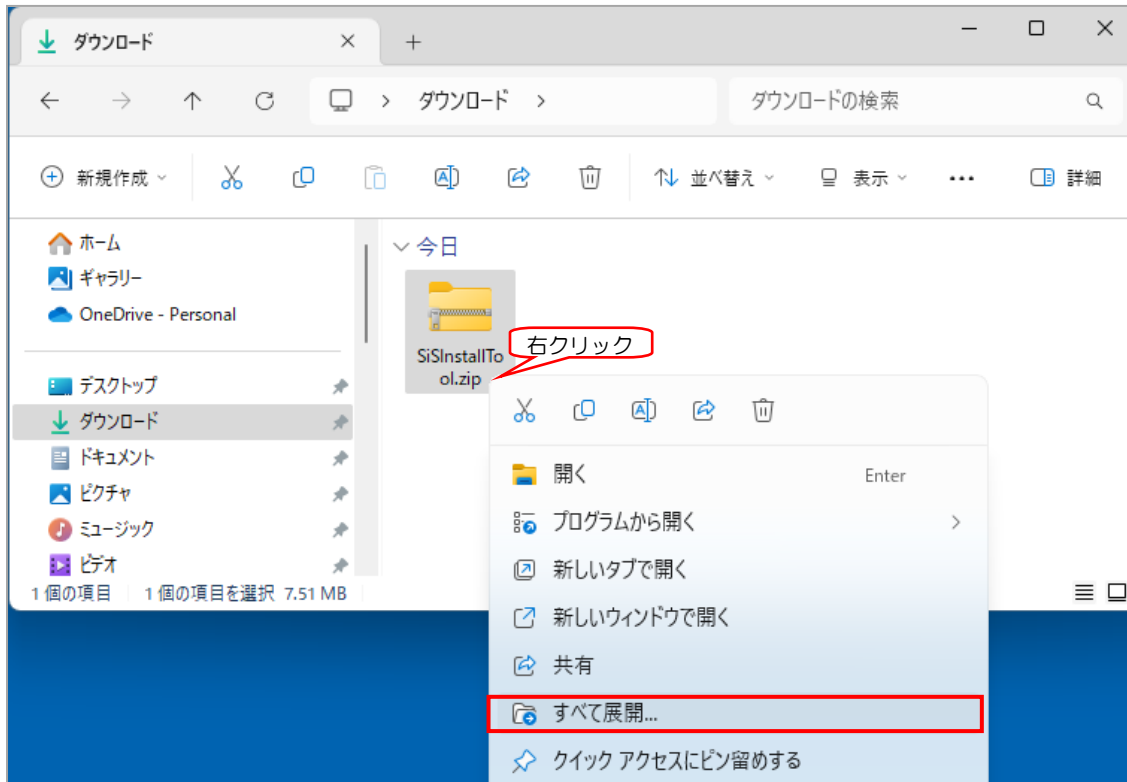 ダウンロード
ダウンロード
ダウンロードの検索
新規作成
並べ替え
表示
詳細
ホーム
ギャラリー
OneDrive - Personal
デスクトップ
ダウンロード
ドキュメント
ピクチャ
ミュージック
ビデオ
今日
SiSInstallTo
ol.zip
右クリック
開く Enter
プログラムから開く
新しいタブで開く
新しいウィンドウで開く
共有
すべて展開...
クイック アクセスにピン留めする
1 個の項目 1 個の項目を選択 7.51 MB